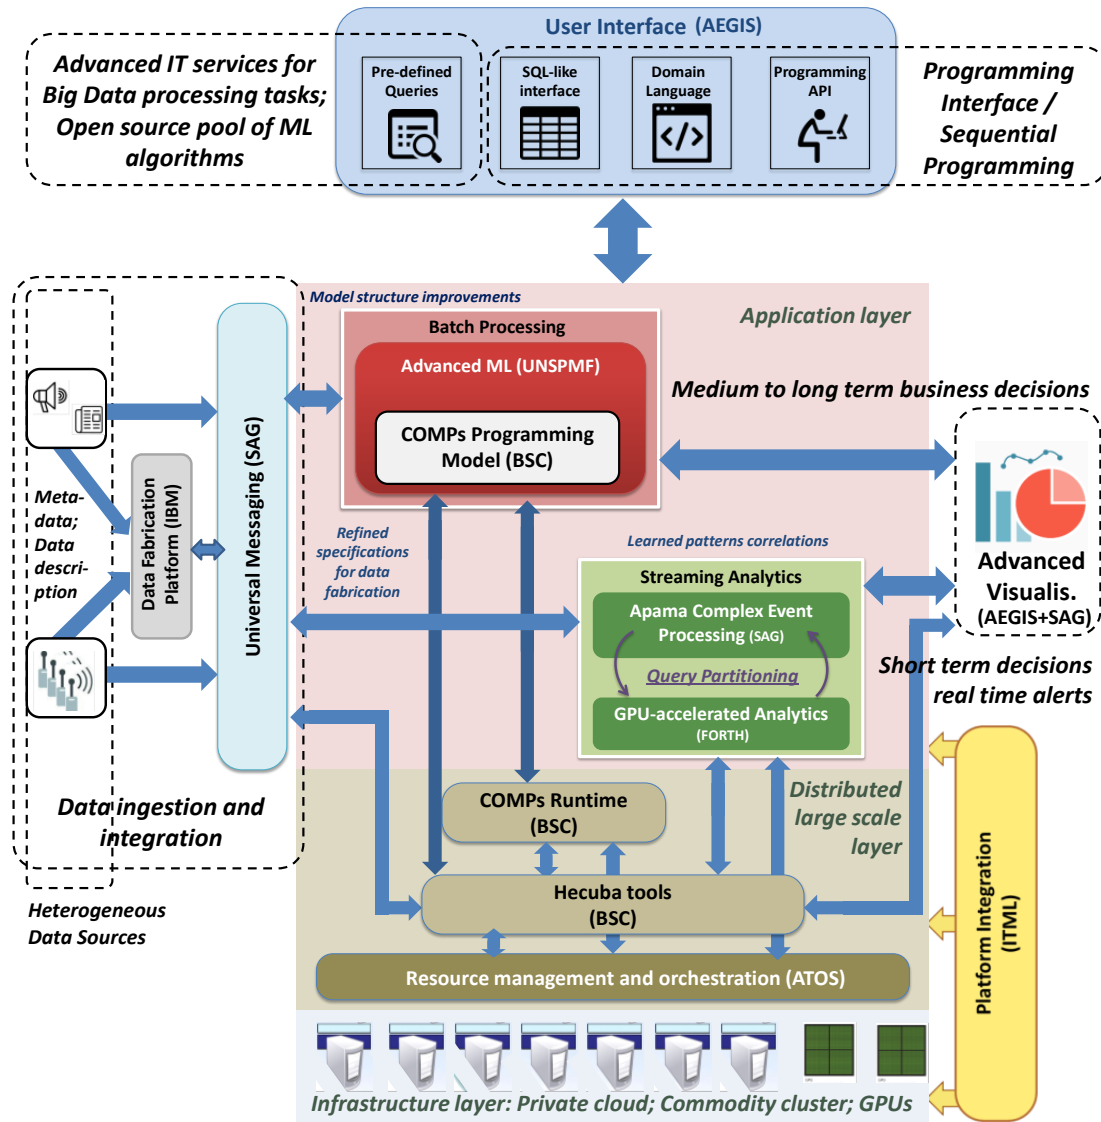 User Interface (AEGIS)
Advanced IT services for
Big Data processing tasks;
Open source pool of ML
algorithms
Pre-defined
Queries
SQL-like
interface
Domain
Language
Programming
API
Programming
Interface /
Sequential
Programming
Model structure improvements
Application layer
Batch Processing
Advanced ML (UNSPMF)
COMPs Programming
Model (BSC)
Medium to long term business decisions
Universal Messaging (SAG)
Data Fabrication
Platform (IBM)
Meta-
data;
Data
descri-
ption
Refined
specifications
for data
fabrication
Learned patterns correlations
Streaming Analytics
Apama Complex Event
Processing (SAG)
Query Partitioning
GPU-accelerated Analytics
(FORTH)
Advanced
Visualis.
(AEGIS+SAG)
Short term decisions
real time alerts
Data ingestion and
integration
Heterogeneous
Data Sources
COMPs Runtime
(BSC)
Distributed
large scale
layer
Hecuba tools
(BSC)
Resource management and orchestration (ATOS)
Platform Integration
(ITML)
Infrastructure layer: Private cloud; Commodity cluster; GPUs